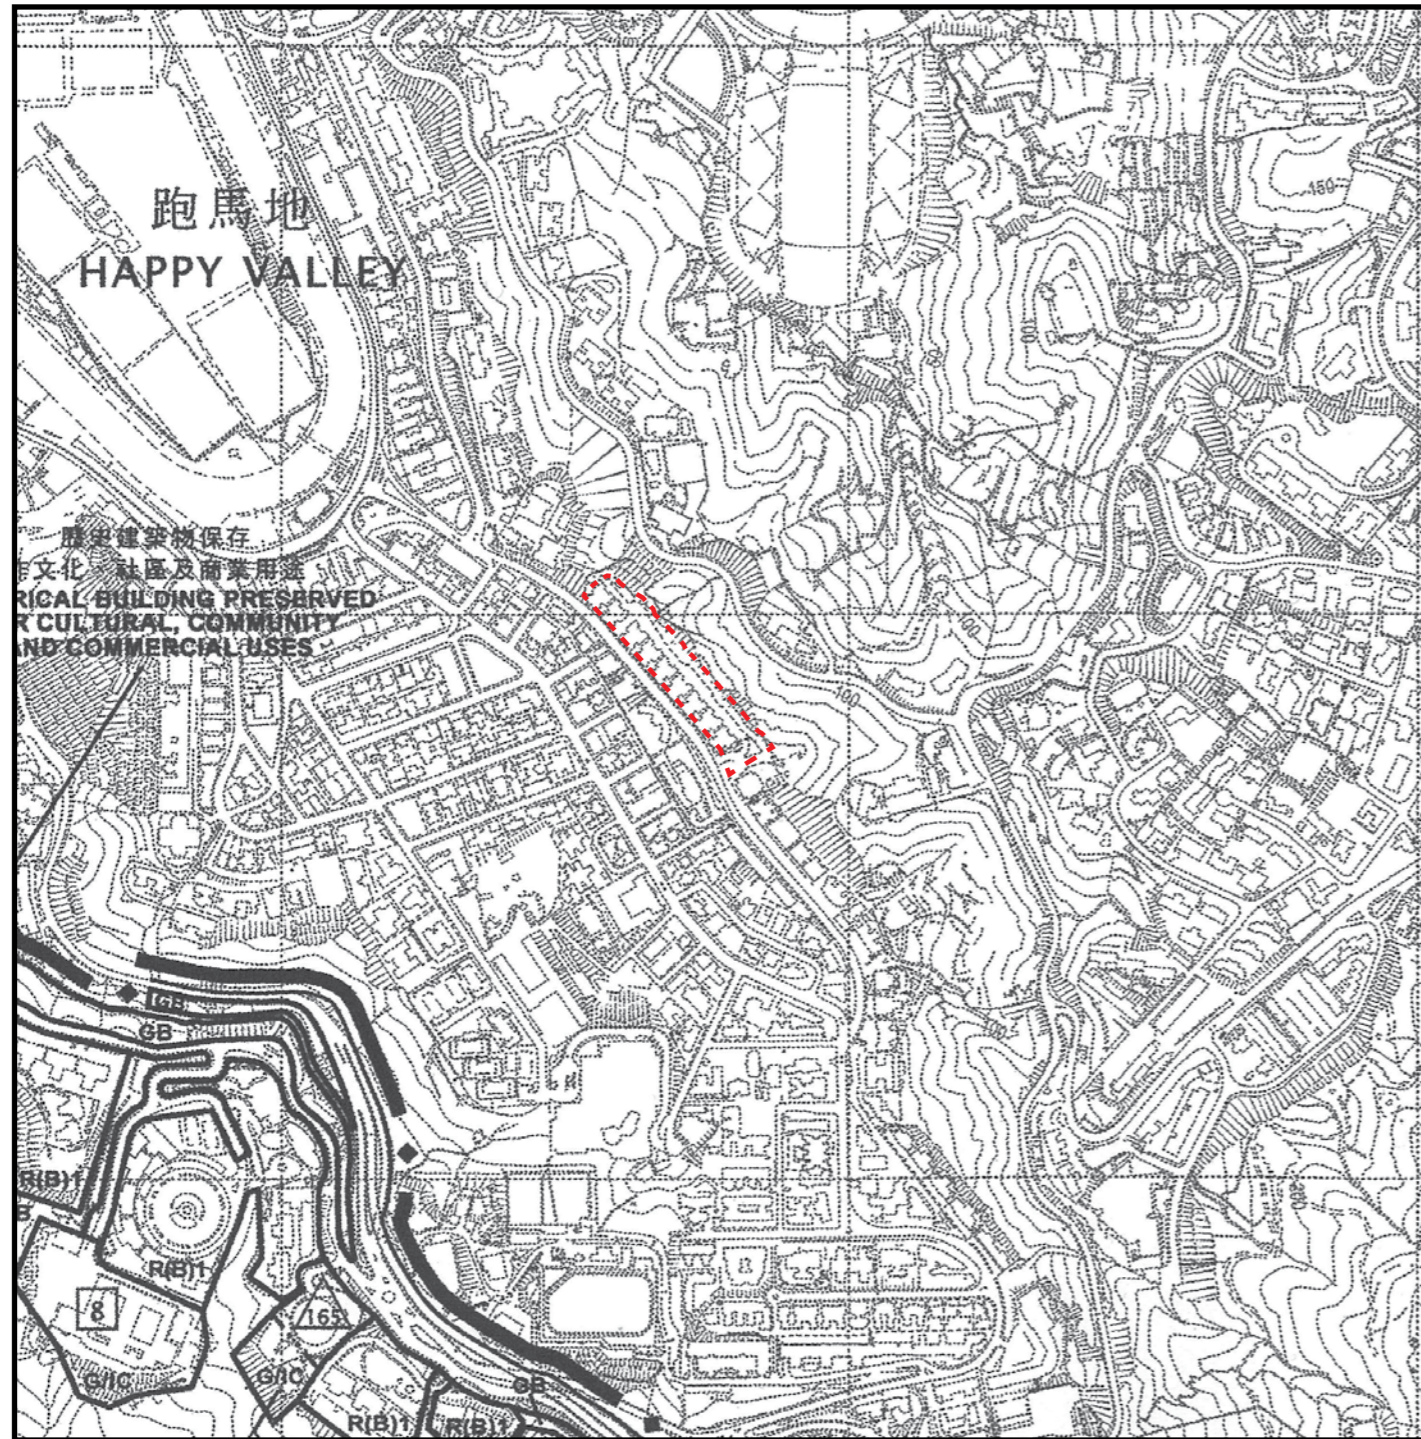 跑馬地
HAPPY VALLEY
歷史建築物保存
作文化、社區及商業用途
RICAL BUILDING PRESERVED
R CULTURAL, COMMUNITY
AND COMMERCIAL USES
150
100
100
100
200
GB
GB
R(B)1
B
R(B)1
8
165
G/IC
G/IC
GB
R(B)1
R(B)1